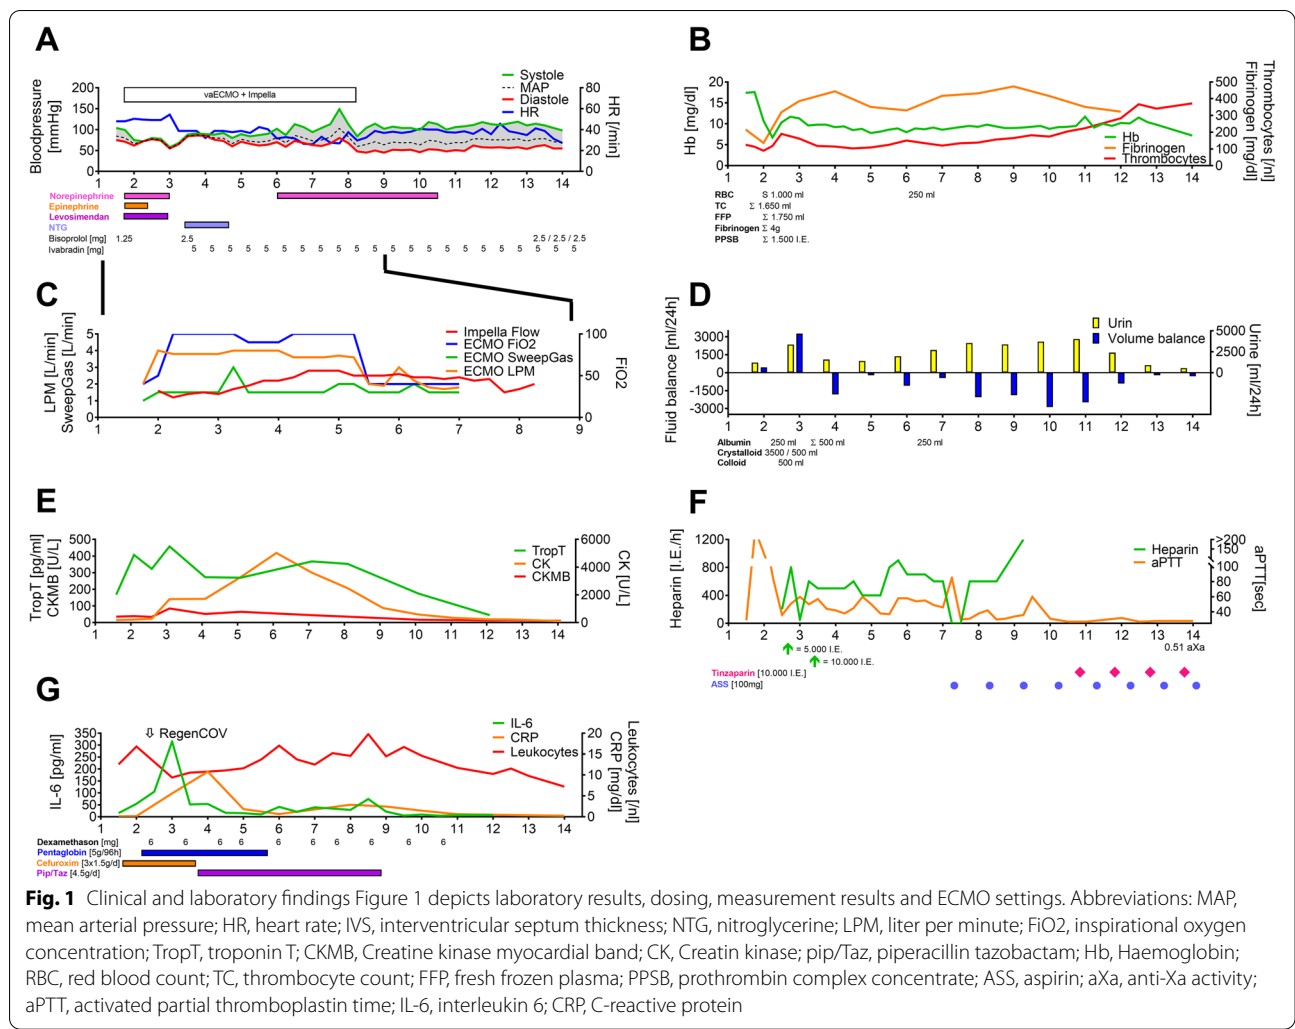 A
Bloodpressure [mmHg]
200
150
100
50
0
vaECMO + Impella
Systole
MAP
Diastole
HR
80
60
40
20
0
HR [/min]
1 2 3 4 5 6 7 8 9 10 11 12 13 14
Norepinephrine
Epinephrine
Levosimendan
NTG
Bisoprolol [mg] 1.25 2.5 2.5 / 2.5 / 2.5
Ivabradin [mg] 5 5 5 5 5 5 5 5 5 5 5 5 5 5 5 5 5 5 5 5 5 5
B
Hb [mg/dl]
20
15
10
5
0
Hb
Fibrinogen
Thrombocytes
500
400
300
200
100
0
Thrombocytes [/nl]
Fibrinogen [mg/dl]
1 2 3 4 5 6 7 8 9 10 11 12 13 14
RBC S 1.000 ml 250 ml
TC Σ 1.650 ml
FFP Σ 1.750 ml
Fibrinogen Σ 4g
PPSB Σ 1.500 I.E.
C
LPM [L/min]
SweepGas [L/min]
5
4
3
2
1
0
Impella Flow
ECMO FiO2
ECMO SweepGas
ECMO LPM
100
50
0
FiO2
1 2 3 4 5 6 7 8 9
D
Fluid balance [ml/24h]
3000
1500
0
-1500
-3000
Urin
Volume balance
5000
2500
0
Urine [ml/24h]
1 2 3 4 5 6 7 8 9 10 11 12 13 14
Albumin 250 ml Σ 500 ml 250 ml
Crystalloid 3500 / 500 ml
Colloid 500 ml
E
TropT [pg/ml]
CKMB [U/L]
500
400
300
200
100
0
TropT
CK
CKMB
6000
4000
2000
0
CK [U/L]
1 2 3 4 5 6 7 8 9 10 11 12 13 14
F
Heparin [I.E./h]
1200
800
400
0
Heparin
aPTT
>200
150
100
80
60
40
aPTT[sec]
1 2 3 4 5 6 7 8 9 10 11 12 13 14
= 5.000 I.E. 0.51 aXa
= 10.000 I.E.
Tinzaparin [10.000 I.E.]
ASS [100mg]
G
IL-6 [pg/ml]
350
300
250
200
150
100
50
0
RegenCOV
IL-6
CRP
Leukocytes
20
15
10
5
0
Leukocytes [/nl]
CRP [mg/dl]
1 2 3 4 5 6 7 8 9 10 11 12 13 14
Dexamethason [mg] 6 6 6 6 6 6 6 6 6 6
Pentaglobin [5g/96h]
Cefuroxim [3x1.5g/d]
Pip/Taz [4.5g/d]
Fig. 1 Clinical and laboratory findings Figure 1 depicts laboratory results, dosing, measurement results and ECMO settings. Abbreviations: MAP,
mean arterial pressure; HR, heart rate; IVS, interventricular septum thickness; NTG, nitroglycerine; LPM, liter per minute; FiO2, inspirational oxygen
concentration; TropT, troponin T; CKMB, Creatine kinase myocardial band; CK, Creatin kinase; pip/Taz, piperacillin tazobactam; Hb, Haemoglobin;
RBC, red blood count; TC, thrombocyte count; FFP, fresh frozen plasma; PPSB, prothrombin complex concentrate; ASS, aspirin; aXa, anti-Xa activity;
aPTT, activated partial thromboplastin time; IL-6, interleukin 6; CRP, C-reactive protein